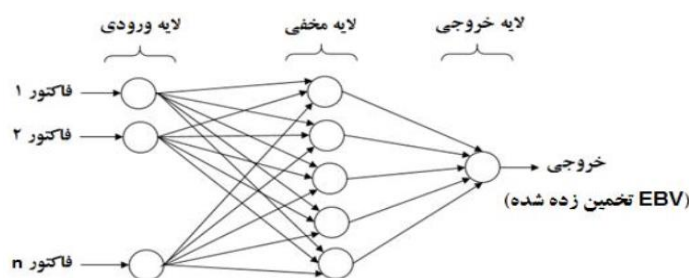 لایه خروجی
لایه مخفی
لایه ورودی
فاکتور ۱
فاکتور ۲
فاکتور n
خروجی
(EBV تخمین زده شده)